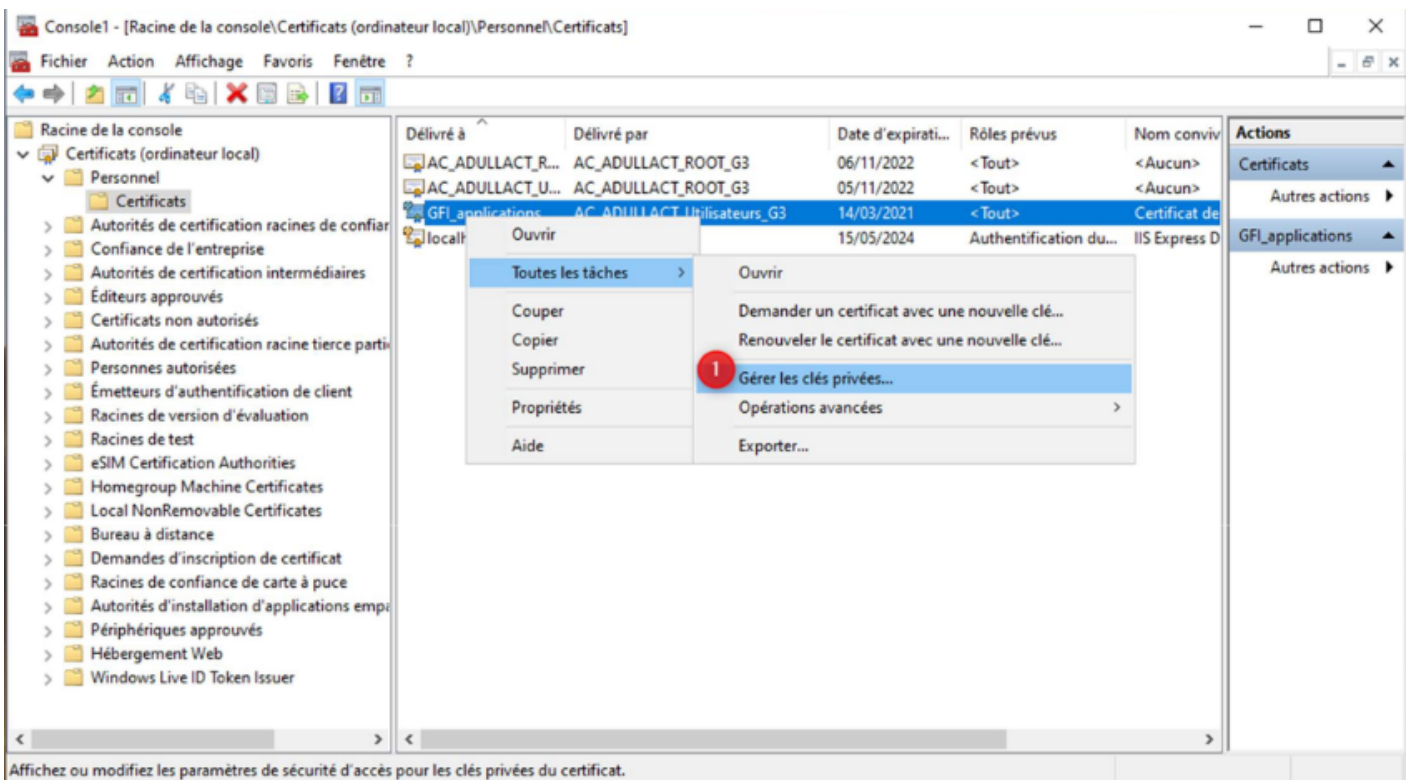 Console1 - [Racine de la console\Certificats (ordinateur local)\Personnel\Certificats]
Fichier Action Affichage Favoris Fenêtre ?
Racine de la console
Certificats (ordinateur local)
Personnel
Certificats
Autorités de certification racines de confiar
Confiance de l'entreprise
Autorités de certification intermédiaires
Éditeurs approuvés
Certificats non autorisés
Autorités de certification racine tierce parti
Personnes autorisées
Émetteurs d'authentification de client
Racines de version d'évaluation
Racines de test
eSIM Certification Authorities
Homegroup Machine Certificates
Local NonRemovable Certificates
Bureau à distance
Demandes d'inscription de certificat
Racines de confiance de carte à puce
Autorités d'installation d'applications empa
Périphériques approuvés
Hébergement Web
Windows Live ID Token Issuer
Délivré à Délivré par Date d'expirati... Rôles prévus Nom conviv
AC_ADULLACT_R... AC_ADULLACT_ROOT_G3 06/11/2022 <Tout> <Aucun>
AC_ADULLACT_U... AC_ADULLACT_ROOT_G3 05/11/2022 <Tout> <Aucun>
GFI_applications AC_ADULLACT_Utilisateurs_G3 14/03/2021 <Tout> Certificat de
localh 15/05/2024 Authentification du... IIS Express D
Ouvrir
Toutes les tâches
Couper
Copier
Supprimer
Propriétés
Aide
Ouvrir
Demander un certificat avec une nouvelle clé...
Renouveler le certificat avec une nouvelle clé...
1 Gérer les clés privées...
Opérations avancées
Exporter...
Actions
Certificats
Autres actions
GFI_applications
Autres actions
Affichez ou modifiez les paramètres de sécurité d'accès pour les clés privées du certificat.